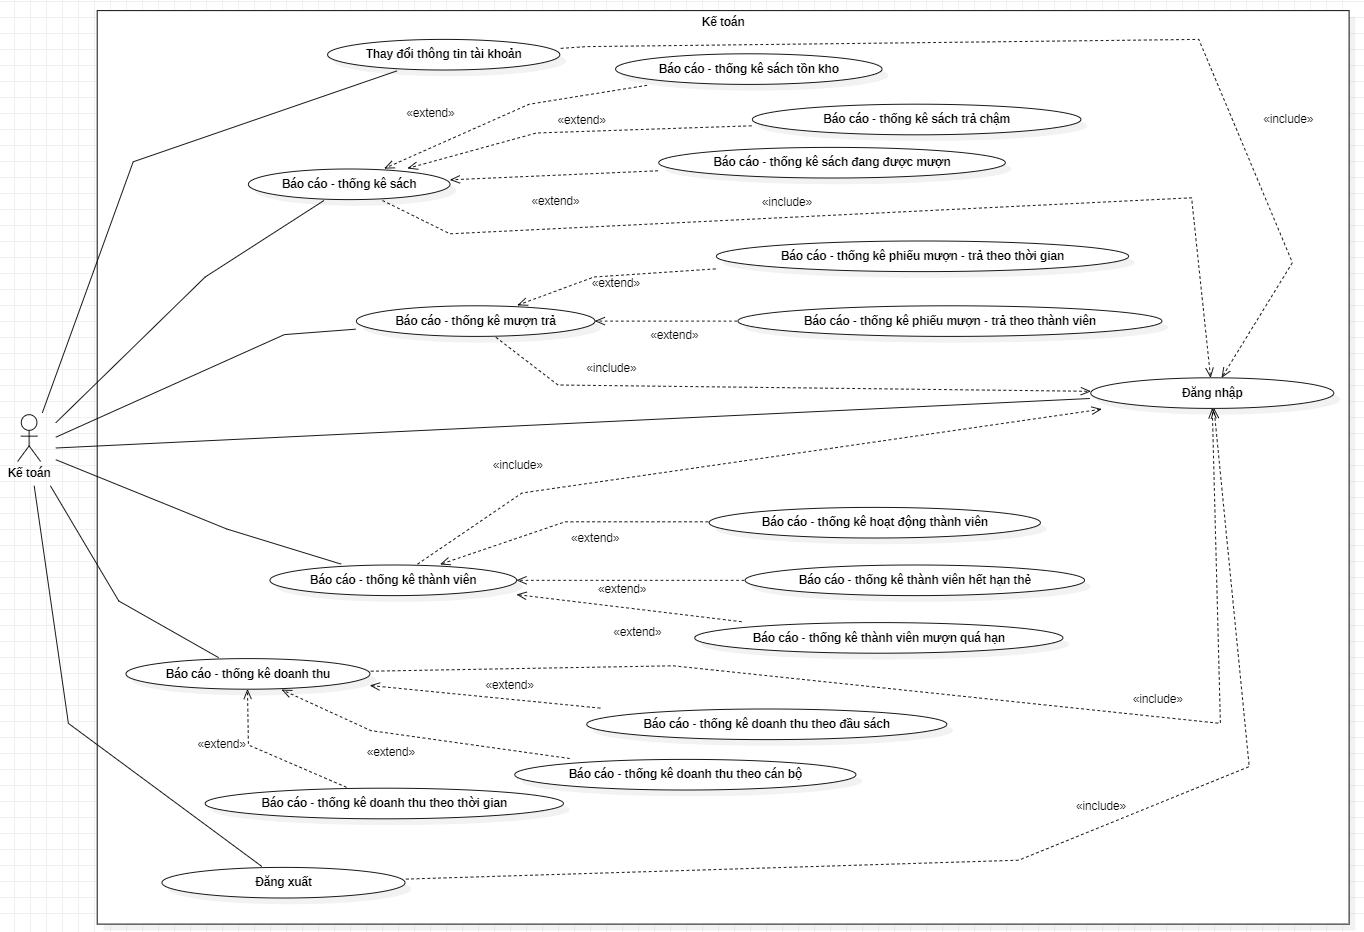 Kế toán
Thay đổi thông tin tài khoản
Báo cáo - thống kê sách tồn kho
«extend»
«extend»
Báo cáo - thống kê sách trả chậm
«include»
Báo cáo - thống kê sách đang được mượn
Báo cáo - thống kê sách
«extend»
«include»
Báo cáo - thống kê phiếu mượn - trả theo thời gian
«extend»
Báo cáo - thống kê mượn trả
Báo cáo - thống kê phiếu mượn - trả theo thành viên
«extend»
«include»
Đăng nhập
Kế toán
«include»
Báo cáo - thống kê hoạt động thành viên
«extend»
Báo cáo - thống kê thành viên
Báo cáo - thống kê thành viên hết hạn thẻ
«extend»
«extend»
Báo cáo - thống kê thành viên mượn quá hạn
Báo cáo - thống kê doanh thu
«extend»
«include»
Báo cáo - thống kê doanh thu theo đầu sách
«extend»
«extend»
Báo cáo - thống kê doanh thu theo cán bộ
Báo cáo - thống kê doanh thu theo thời gian
«include»
Đăng xuất